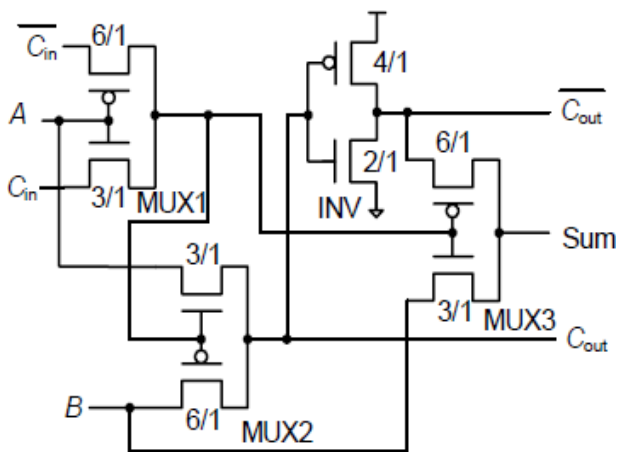 C̅in
6/1
4/1
A
C̅out
Cin
3/1
MUX1
2/1
INV
6/1
Sum
3/1
3/1
MUX3
Cout
B
6/1
MUX2